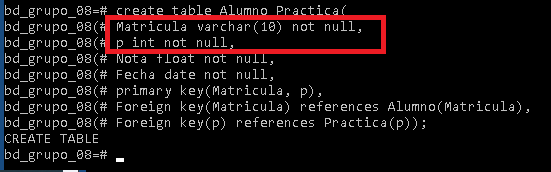 bd_grupo_08=# create table Alumno_Practica(
bd_grupo_08(# Matricula varchar(10) not null,
bd_grupo_08(# p int not null,
bd_grupo_08(# Nota float not null,
bd_grupo_08(# Fecha date not null,
bd_grupo_08(# primary key(Matricula, p),
bd_grupo_08(# Foreign key(Matricula) references Alumno(Matricula),
bd_grupo_08(# Foreign key(p) references Practica(p));
CREATE TABLE
bd_grupo_08=#